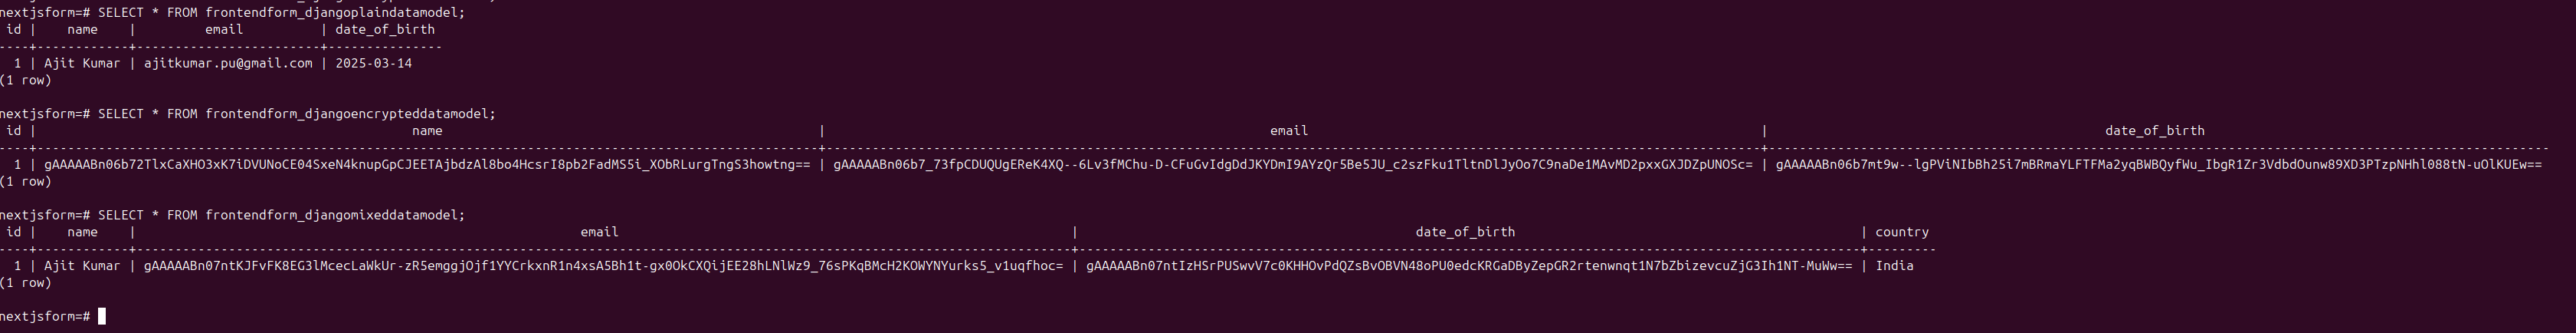 nextjsform=# SELECT * FROM frontendform_djangoplaindatamodel;
 id |    name    |         email          | date_of_birth
----+------------+------------------------+---------------
  1 | Ajit Kumar | ajitkumar.pu@gmail.com | 2025-03-14
(1 row)
nextjsform=# SELECT * FROM frontendform_djangoencrypteddatamodel;
 id | name | email | date_of_birth
  1 | gAAAAABn06b72TlxCaXHO3xK7iDVUNoCE04SxeN4knupGpCJEETAjbdzAl8bo4HcsrI8pb2FadMS5i_XObRLurgTngS3howtng== | gAAAAABn06b7_73fpCDUQUgEReK4XQ--6Lv3fMChu-D-CFuGvIdgDdJKYDmI9AYzQr5Be5JU_c2szFku1TltnDlJyOo7C9naDe1MAvMD2pxxGXJDZpUNOSc= | gAAAAABn06b7mt9w--lgPViNIbBh25i7mBRmaYLFTFMa2yqBWBQyfWu_IbgR1Zr3VdbdOunw89XD3PTzpNHhl088tN-uOlKUEw==
(1 row)
nextjsform=# SELECT * FROM frontendform_djangomixeddatamodel;
 id | name | email | date_of_birth | country
  1 | Ajit Kumar | gAAAAABn07ntKJFvFK8EG3lMcecLaWkUr-zR5emggjOjf1YYCrkxnR1n4xsA5Bh1t-gx0OkCXQijEE28hLNlWz9_76sPKqBMcH2KOWYNYurks5_v1uqfhoc= | gAAAAABn07ntIzHSrPUSwvV7c0KHHOvPdQZsBvOBVN48oPU0edcKRGaDByZepGR2rtenwnqt1N7bZbizevcuZjG3Ih1NT-MuWw== | India
(1 row)
nextjsform=#